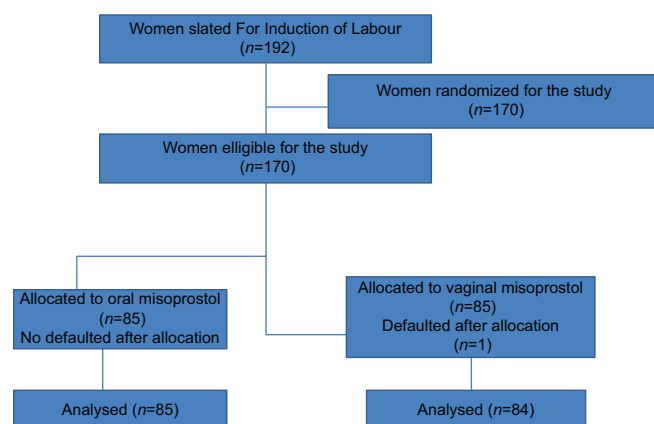 Women slated For Induction of Labour
(n=192)
Women randomized for the study
(n=170)
Women elligible for the study
(n=170)
Allocated to oral misoprostol
(n=85)
No defaulted after allocation
Allocated to vaginal misoprostol
(n=85)
Defaulted after allocation
(n=1)
Analysed (n=85)
Analysed (n=84)